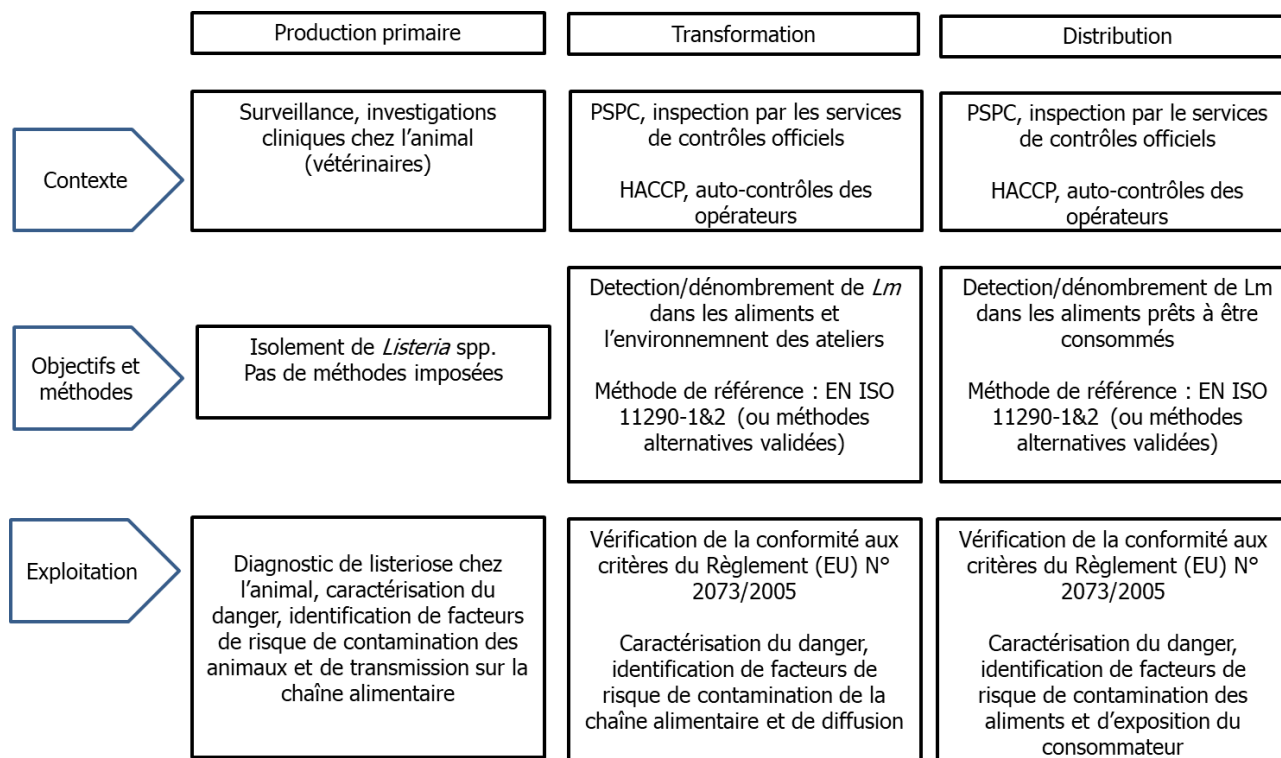 Production primaire
Transformation
Distribution
Contexte
Surveillance, investigations
cliniques chez l'animal
(vétérinaires)
PSPC, inspection par les services
de contrôles officiels
HACCP, auto-contrôles des
opérateurs
PSPC, inspection par le services
de contrôles officiels
HACCP, auto-contrôles des
opérateurs
Objectifs et
méthodes
Isolement de Listeria spp.
Pas de méthodes imposées
Detection/dénombrement de Lm
dans les aliments et
l'environnemnent des ateliers
Méthode de référence : EN ISO
11290-1&2 (ou méthodes
alternatives validées)
Detection/dénombrement de Lm
dans les aliments prêts à être
consommés
Méthode de référence : EN ISO
11290-1&2 (ou méthodes
alternatives validées)
Exploitation
Diagnostic de listeriose chez
l'animal, caractérisation du
danger, identification de facteurs
de risque de contamination des
animaux et de transmission sur la
chaîne alimentaire
Vérification de la conformité aux
critères du Règlement (EU) N°
2073/2005
Caractérisation du danger,
identification de facteurs de
risque de contamination de la
chaîne alimentaire et de diffusion
Vérification de la conformité aux
critères du Règlement (EU) N°
2073/2005
Caractérisation du danger,
identification de facteurs de
risque de contamination des
aliments et d'exposition du
consommateur